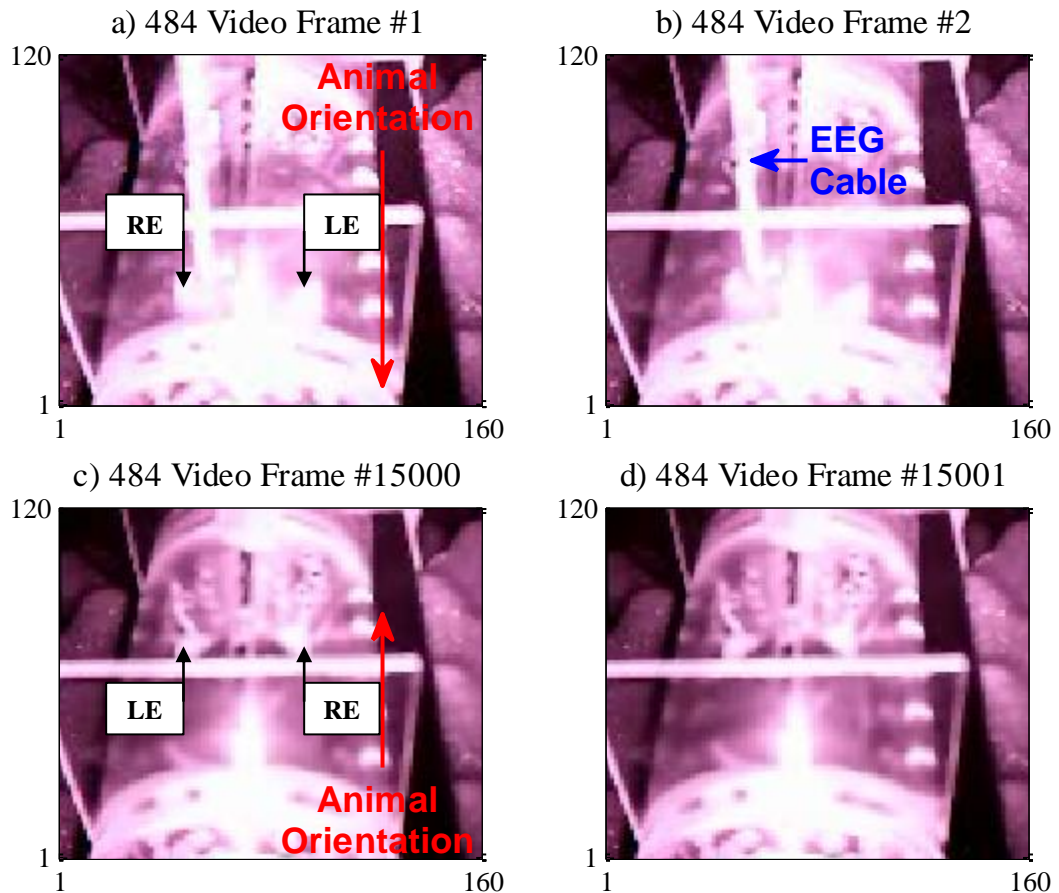 a) 484 Video Frame #1
120
Animal
Orientation
RE
LE
1
1
160
b) 484 Video Frame #2
120
EEG
Cable
1
1
160
c) 484 Video Frame #15000
120
LE
RE
Animal
Orientation
1
1
160
d) 484 Video Frame #15001
120
1
1
160